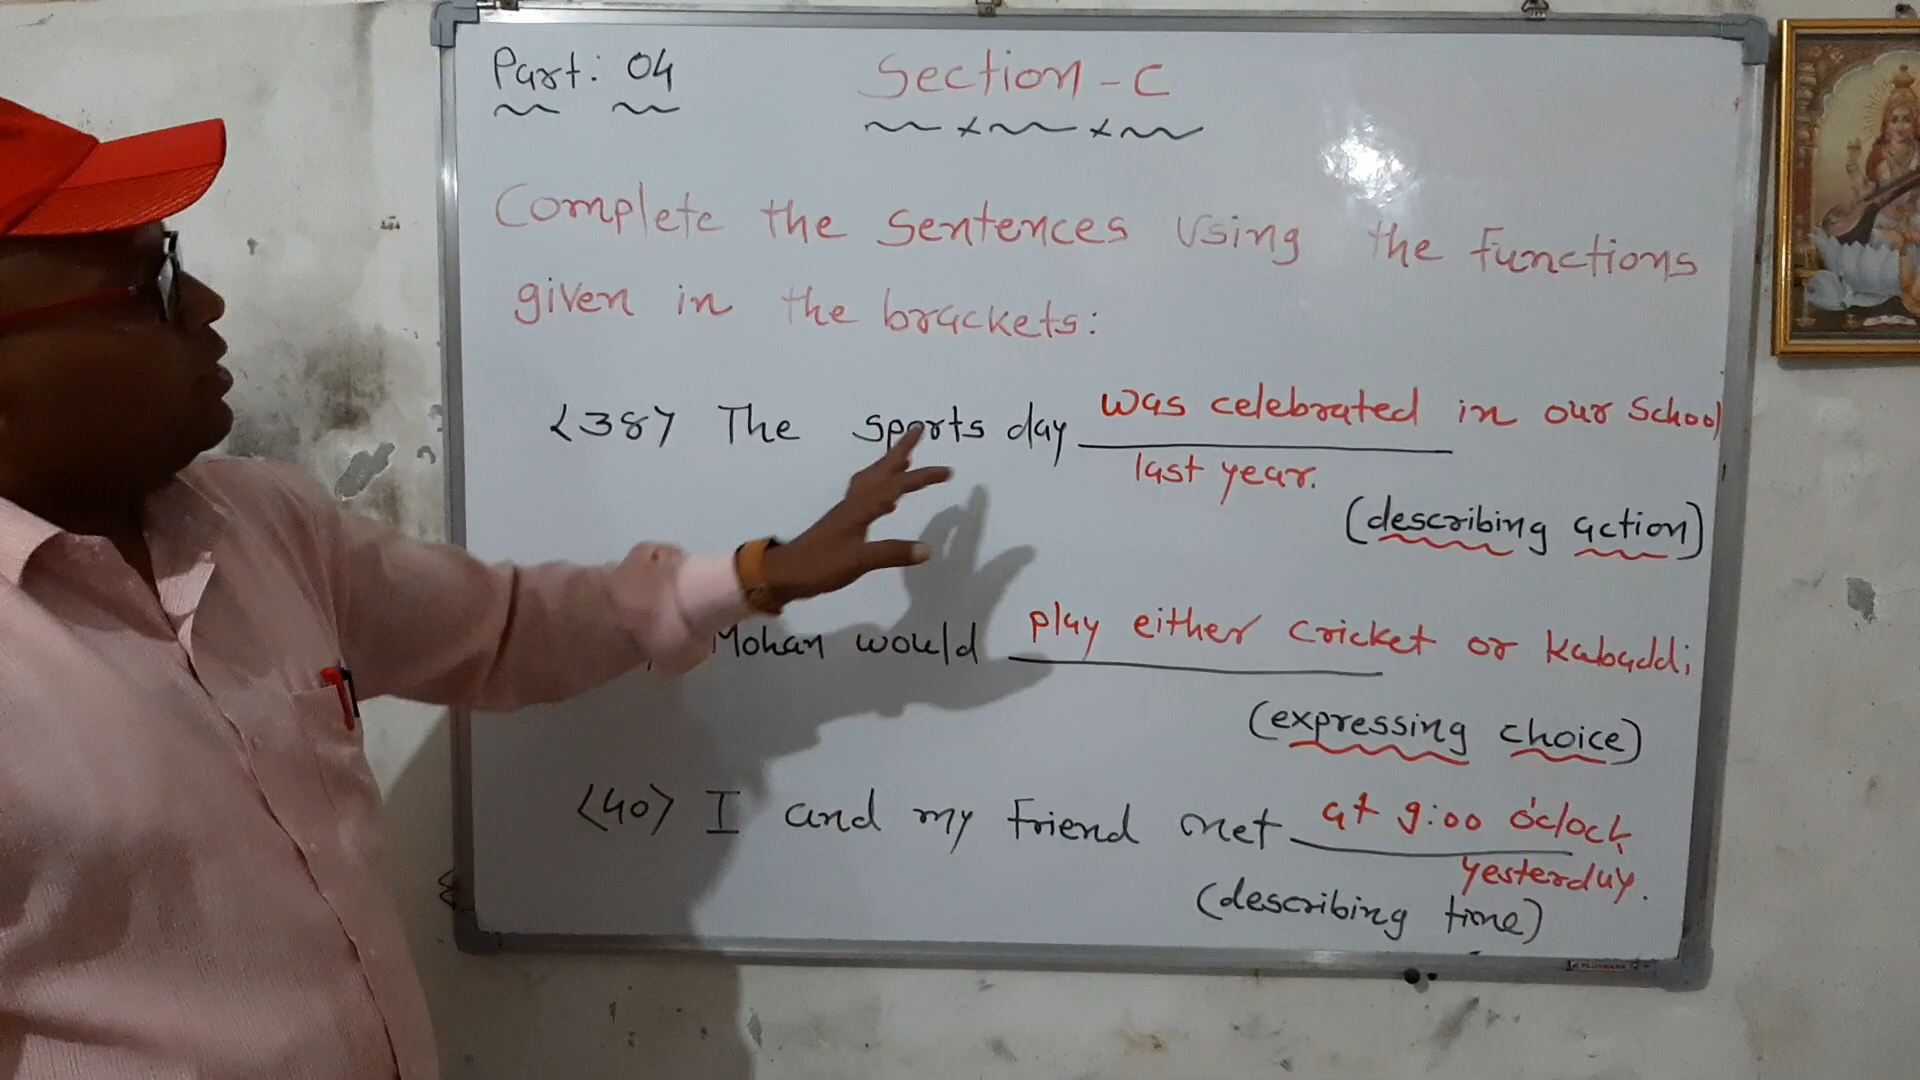 Part: 04
Section - C
Complete the sentences using the functions
given in the brackets:
<38> The sports day was celebrated in our School
last year.
(describing action)
Mohan would play either cricket or kabaddi
(expressing choice)
<40> I and my friend met at 9:00 o'clock
yesterday.
(describing time)